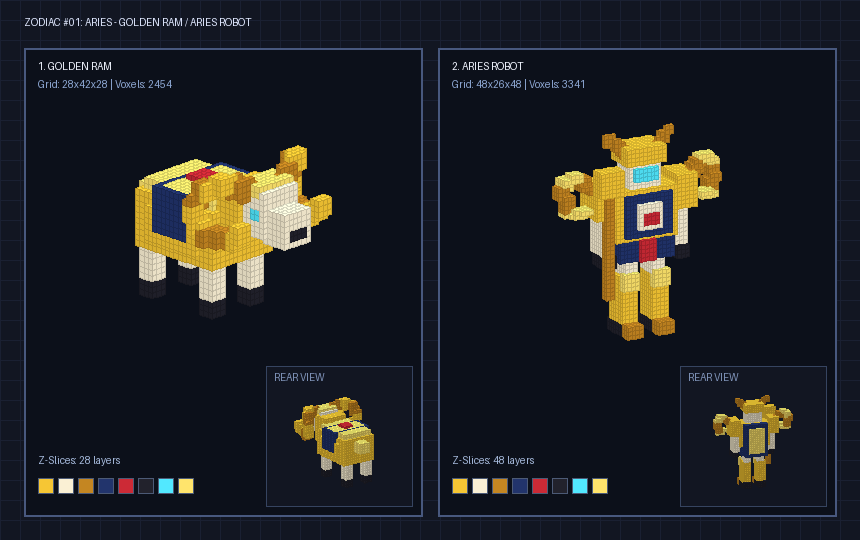 ZODIAC #01: ARIES - GOLDEN RAM / ARIES ROBOT
1. GOLDEN RAM
Grid: 28x42x28 | Voxels: 2454
REAR VIEW
Z-Slices: 28 layers
2. ARIES ROBOT
Grid: 48x26x48 | Voxels: 3341
REAR VIEW
Z-Slices: 48 layers